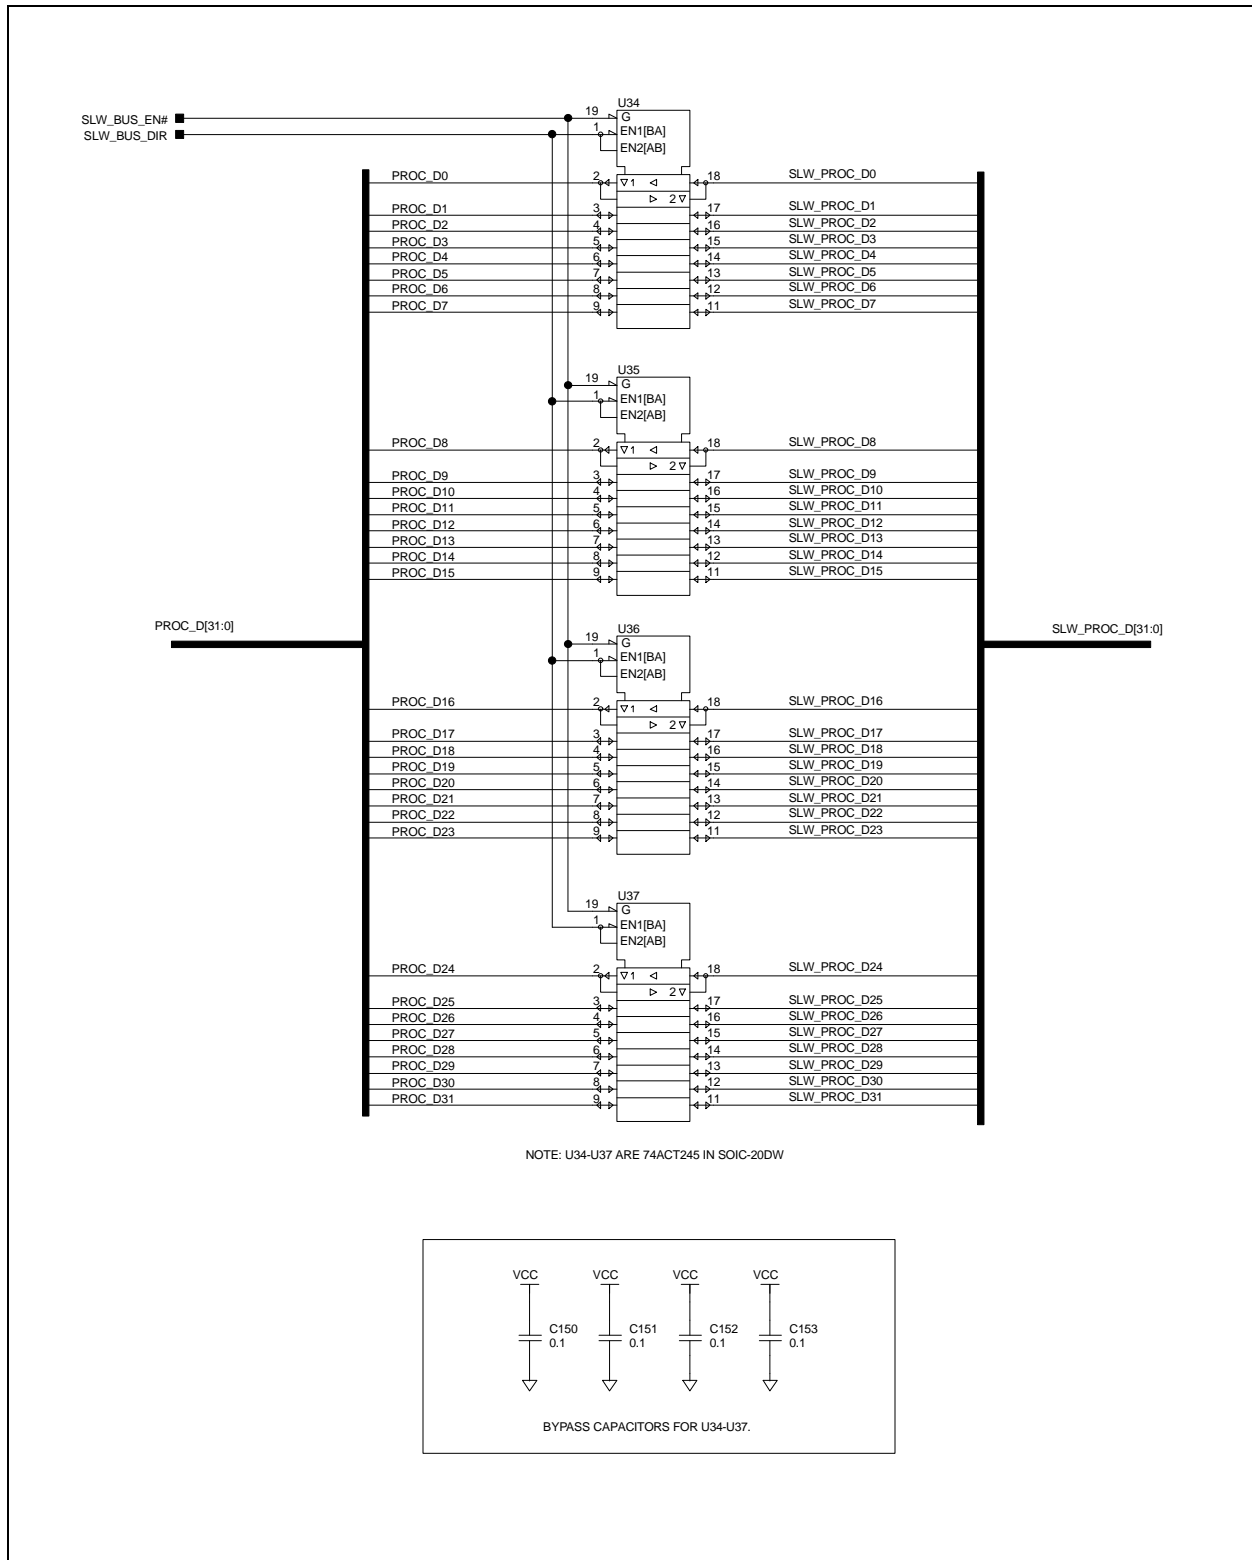 U34
SLW_BUS_EN# 19 G
SLW_BUS_DIR 1 EN1[BA]
EN2[AB]
PROC_D0 2 1 18 SLW_PROC_D0
2
PROC_D1 3 17 SLW_PROC_D1
PROC_D2 4 16 SLW_PROC_D2
PROC_D3 5 15 SLW_PROC_D3
PROC_D4 6 14 SLW_PROC_D4
PROC_D5 7 13 SLW_PROC_D5
PROC_D6 8 12 SLW_PROC_D6
PROC_D7 9 11 SLW_PROC_D7
U35
19 G
1 EN1[BA]
EN2[AB]
PROC_D8 2 1 18 SLW_PROC_D8
2
PROC_D9 3 17 SLW_PROC_D9
PROC_D10 4 16 SLW_PROC_D10
PROC_D11 5 15 SLW_PROC_D11
PROC_D12 6 14 SLW_PROC_D12
PROC_D13 7 13 SLW_PROC_D13
PROC_D14 8 12 SLW_PROC_D14
PROC_D15 9 11 SLW_PROC_D15
PROC_D[31:0] SLW_PROC_D[31:0]
U36
19 G
1 EN1[BA]
EN2[AB]
PROC_D16 2 1 18 SLW_PROC_D16
2
PROC_D17 3 17 SLW_PROC_D17
PROC_D18 4 16 SLW_PROC_D18
PROC_D19 5 15 SLW_PROC_D19
PROC_D20 6 14 SLW_PROC_D20
PROC_D21 7 13 SLW_PROC_D21
PROC_D22 8 12 SLW_PROC_D22
PROC_D23 9 11 SLW_PROC_D23
U37
19 G
1 EN1[BA]
EN2[AB]
PROC_D24 2 1 18 SLW_PROC_D24
2
PROC_D25 3 17 SLW_PROC_D25
PROC_D26 4 16 SLW_PROC_D26
PROC_D27 5 15 SLW_PROC_D27
PROC_D28 6 14 SLW_PROC_D28
PROC_D29 7 13 SLW_PROC_D29
PROC_D30 8 12 SLW_PROC_D30
PROC_D31 9 11 SLW_PROC_D31
NOTE: U34-U37 ARE 74ACT245 IN SOIC-20DW
VCC VCC VCC VCC
C150 C151 C152 C153
0.1 0.1 0.1 0.1
BYPASS CAPACITORS FOR U34-U37.